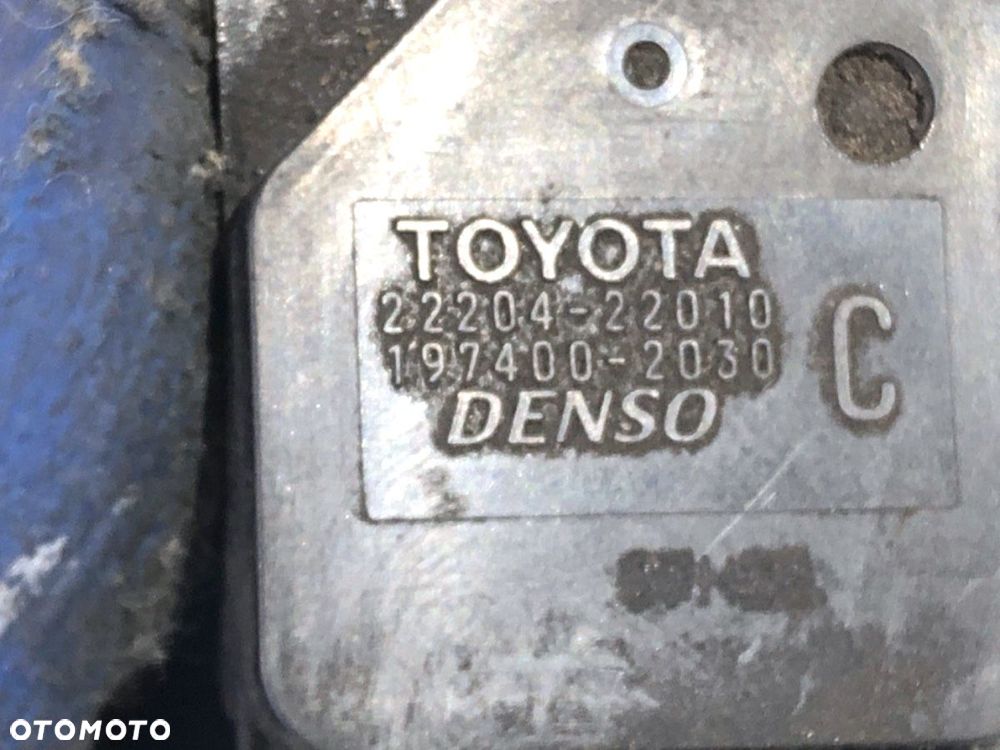 TOYOTA
22204-22010
197400-2030
C
DENSO
OTOMOTO